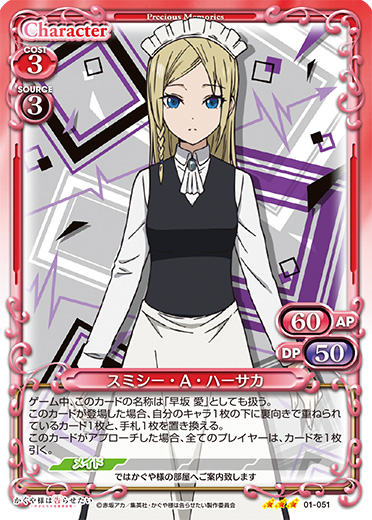 Precious Memories
Character
COST
3
SOURCE
3
60 AP
DP 50
スミシー・A・ハーサカ
ゲーム中、このカードの名称は「早坂 愛」としても扱う。
このカードが登場した場合、自分のキャラ1枚の下に裏向きで重ねられ
ているカード1枚と、手札1枚を置き換える。
このカードがアプローチした場合、全てのプレイヤーは、カードを1枚
引く。
メイド
ではかぐや様の部屋へご案内致します
かぐや様は告らせたい
©赤坂アカ/集英社・かぐや様は告らせたい製作委員会
01-051